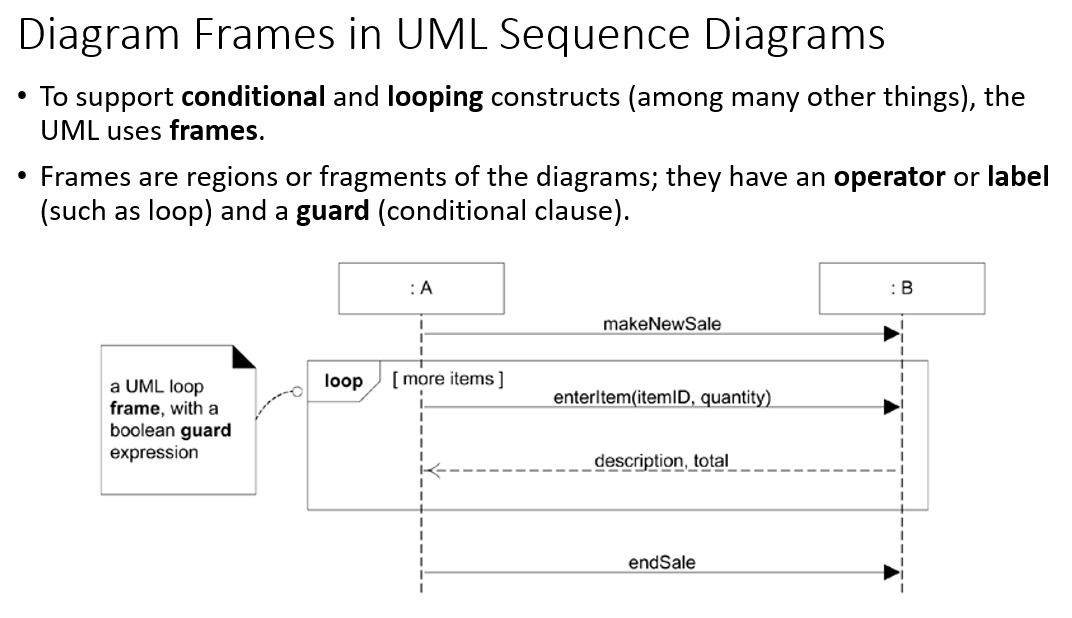 Diagram Frames in UML Sequence Diagrams
• To support conditional and looping constructs (among many other things), the
UML uses frames.
• Frames are regions or fragments of the diagrams; they have an operator or label
(such as loop) and a guard (conditional clause).
: A
: B
makeNewSale
a UML loop
frame, with a
boolean guard
expression
loop
[ more items ]
enterItem(itemID, quantity)
description, total
endSale